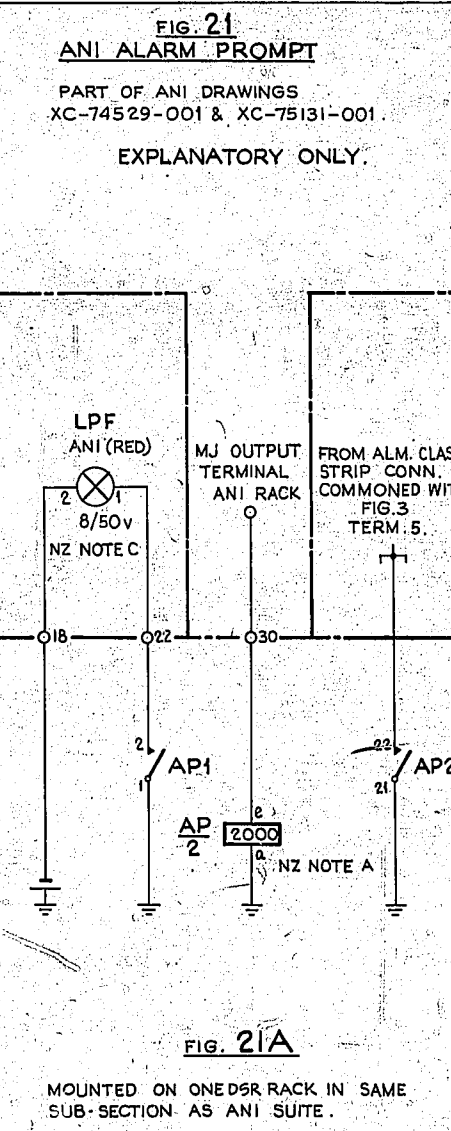 FIG. 21
ANI ALARM PROMPT
PART OF ANI DRAWINGS
XC-74529-001 & XC-75131-001.
EXPLANATORY ONLY.
LPF
ANI (RED)
2 1
8/50v
NZ NOTE C
MJ OUTPUT
TERMINAL
ANI RACK
FROM ALM. CLAS
STRIP CONN.
COMMONED WIT
FIG.3
TERM. 5.
18 22 30
2
1
AP1
22
21
AP2
AP
2
e
2000
a
NZ NOTE A
FIG. 21A
MOUNTED ON ONE DSR RACK IN SAME
SUB-SECTION AS ANI SUITE.